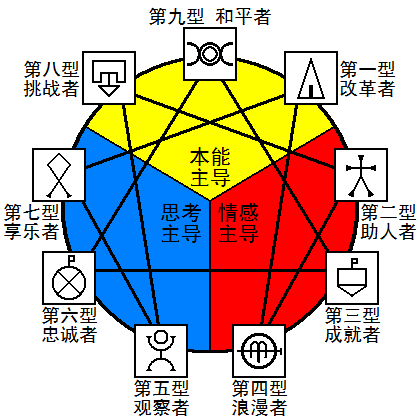 第九型 和平者
第八型
挑战者
第一型
改革者
本能
主导
第七型
享乐者
思考
主导
情感
主导
第二型
助人者
第六型
忠诚者
第三型
成就者
第五型
观察者
第四型
浪漫者